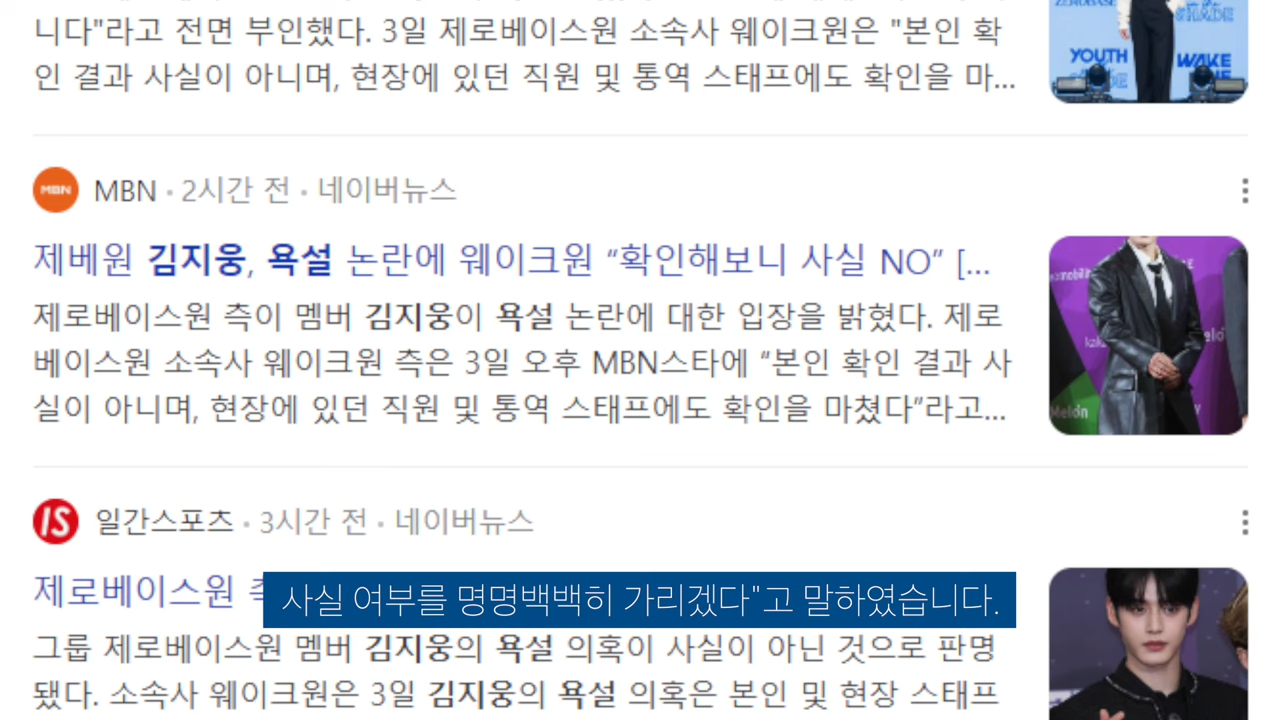 니다"라고 전면 부인했다. 3일 제로베이스원 소속사 웨이크원은 "본인 확
인 결과 사실이 아니며, 현장에 있던 직원 및 통역 스태프에도 확인을 마...
ZEROBASE
SHADE
YOUTH
WAKE
MBN
MBN · 2시간 전 · 네이버뉴스
제베원 김지웅, 욕설 논란에 웨이크원 “확인해보니 사실 NO” [...
제로베이스원 측이 멤버 김지웅이 욕설 논란에 대한 입장을 밝혔다. 제로
베이스원 소속사 웨이크원 측은 3일 오후 MBN스타에 “본인 확인 결과 사
실이 아니며, 현장에 있던 직원 및 통역 스태프에도 확인을 마쳤다”라고...
Melon
IS
일간스포츠 · 3시간 전 · 네이버뉴스
제로베이스원
사실 여부를 명명백백히 가리겠다"고 말하였습니다.
그룹 제로베이스원 멤버 김지웅의 욕설 의혹이 사실이 아닌 것으로 판명
됐다. 소속사 웨이크원은 3일 김지웅의 욕설 의혹은 본인 및 현장 스태프